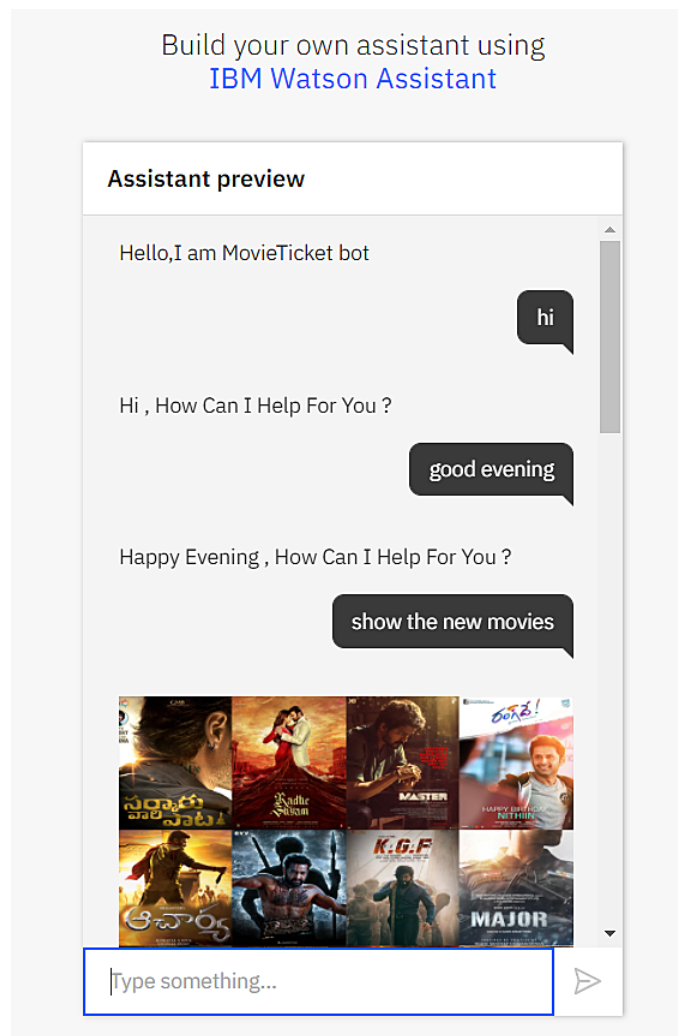 Build your own assistant using
IBM Watson Assistant
Assistant preview
Hello,I am MovieTicket bot
hi
Hi , How Can I Help For You ?
good evening
Happy Evening , How Can I Help For You ?
show the new movies
సర్కారు
వారి
పాట
Radhe
Shyam
MASTER
రంగ్‌దే!
HAPPY BIRTHDAY
NITHIIN
ఆచార్య
K.G.F
MAJOR
Type something...